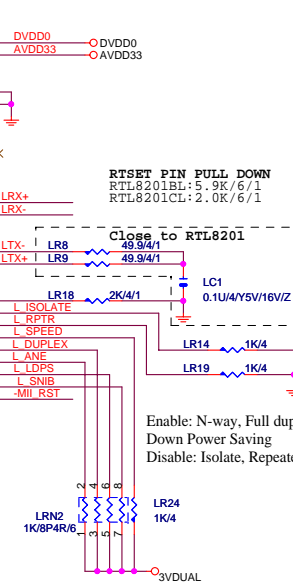 DVDD0 DVDD0
AVDD33 AVDD33
RTSET PIN PULL DOWN
RTL8201BL:5.9K/6/1
RTL8201CL:2.0K/6/1
LRX+
LRX-
Close to RTL8201
LTX- LR8 49.9/4/1
LTX+ LR9 49.9/4/1
LC1
0.1U/4/Y5V/16V/Z
LR18 2K/4/1
L_ISOLATE
L_RPTR
L_SPEED
L_DUPLEX LR14 1K/4
L_ANE
L_LDPS LR19 1K/4
L_SNIB
-MII_RST
Enable: N-way, Full dup
Down Power Saving
Disable: Isolate, Repeate
2 4 6 8
LRN2
1K/8P4R/6
1 3 5 7
LR24
1K/4
3VDUAL